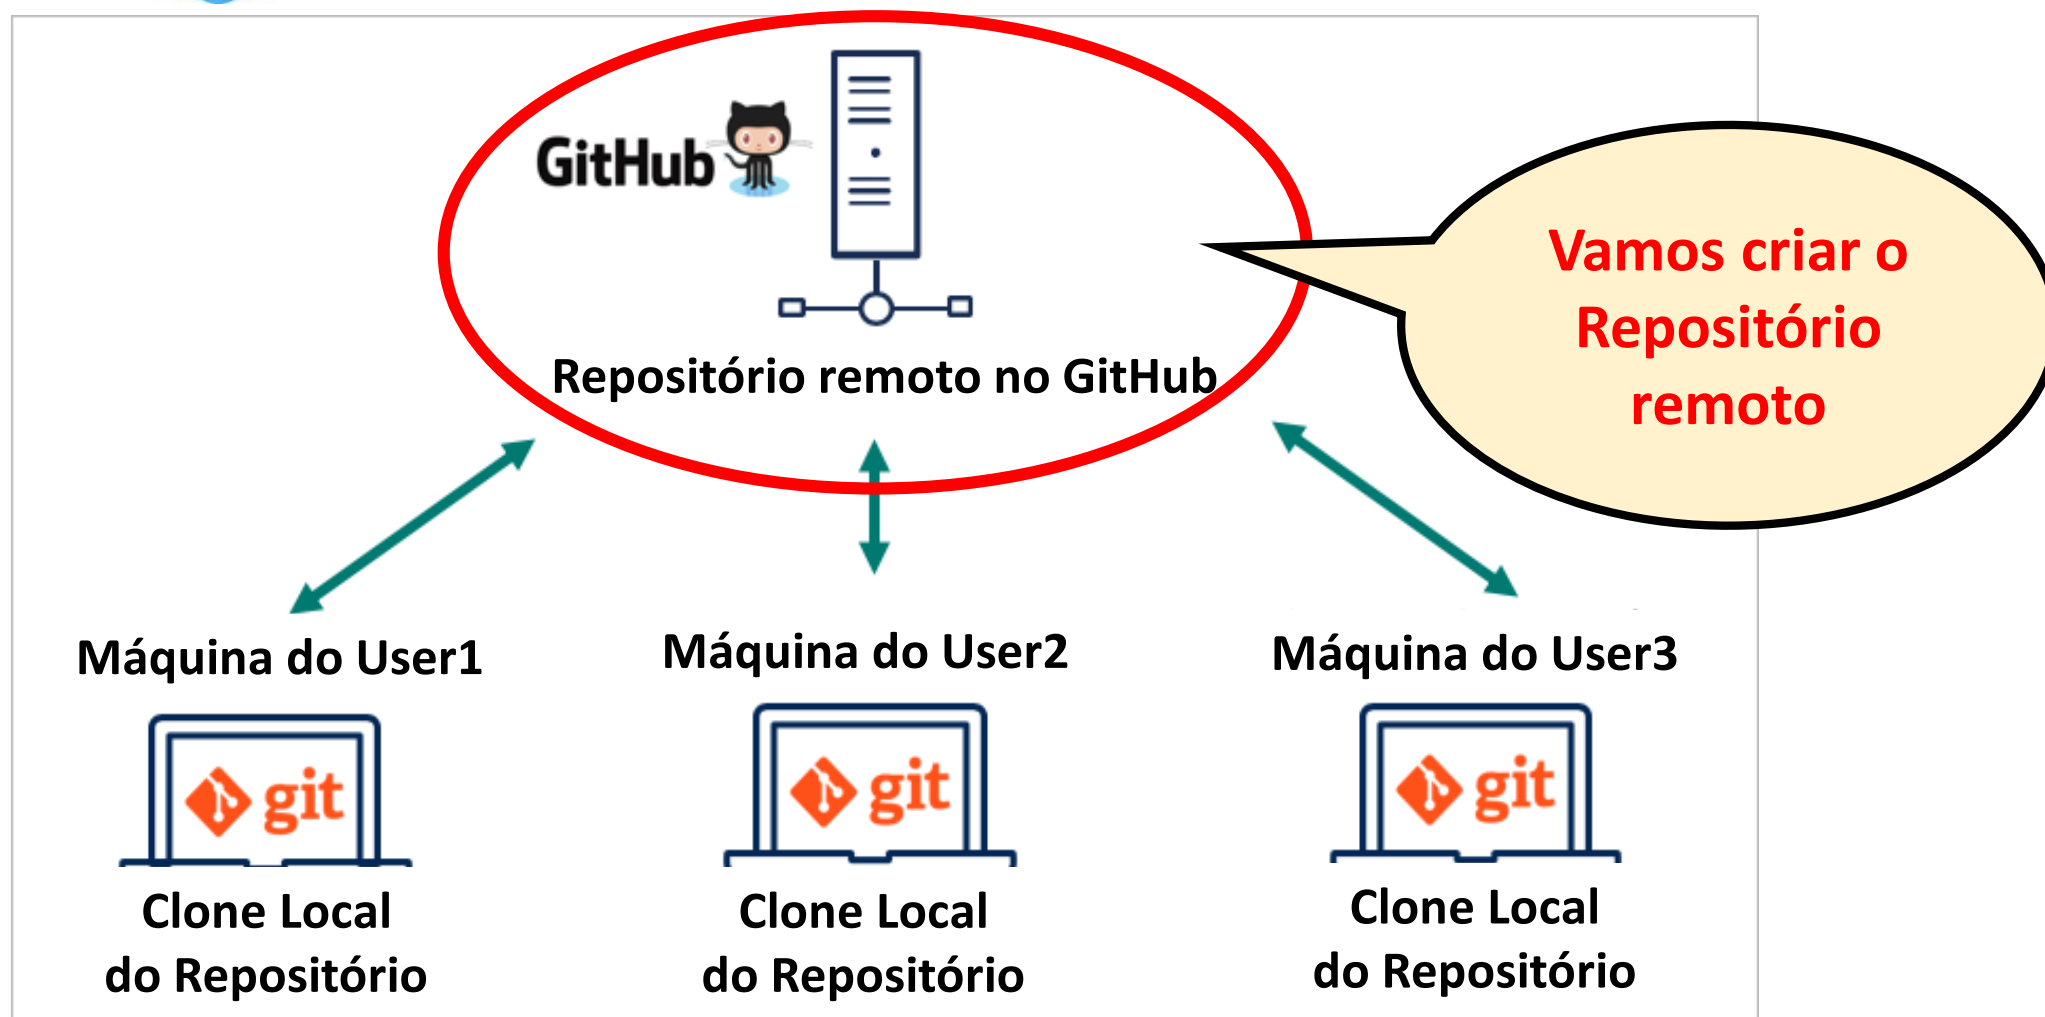 GitHub
Vamos criar o
Repositório
remoto
Repositório remoto no GitHub
Máquina do User1
Máquina do User2
Máquina do User3
git
git
git
Clone Local
do Repositório
Clone Local
do Repositório
Clone Local
do Repositório